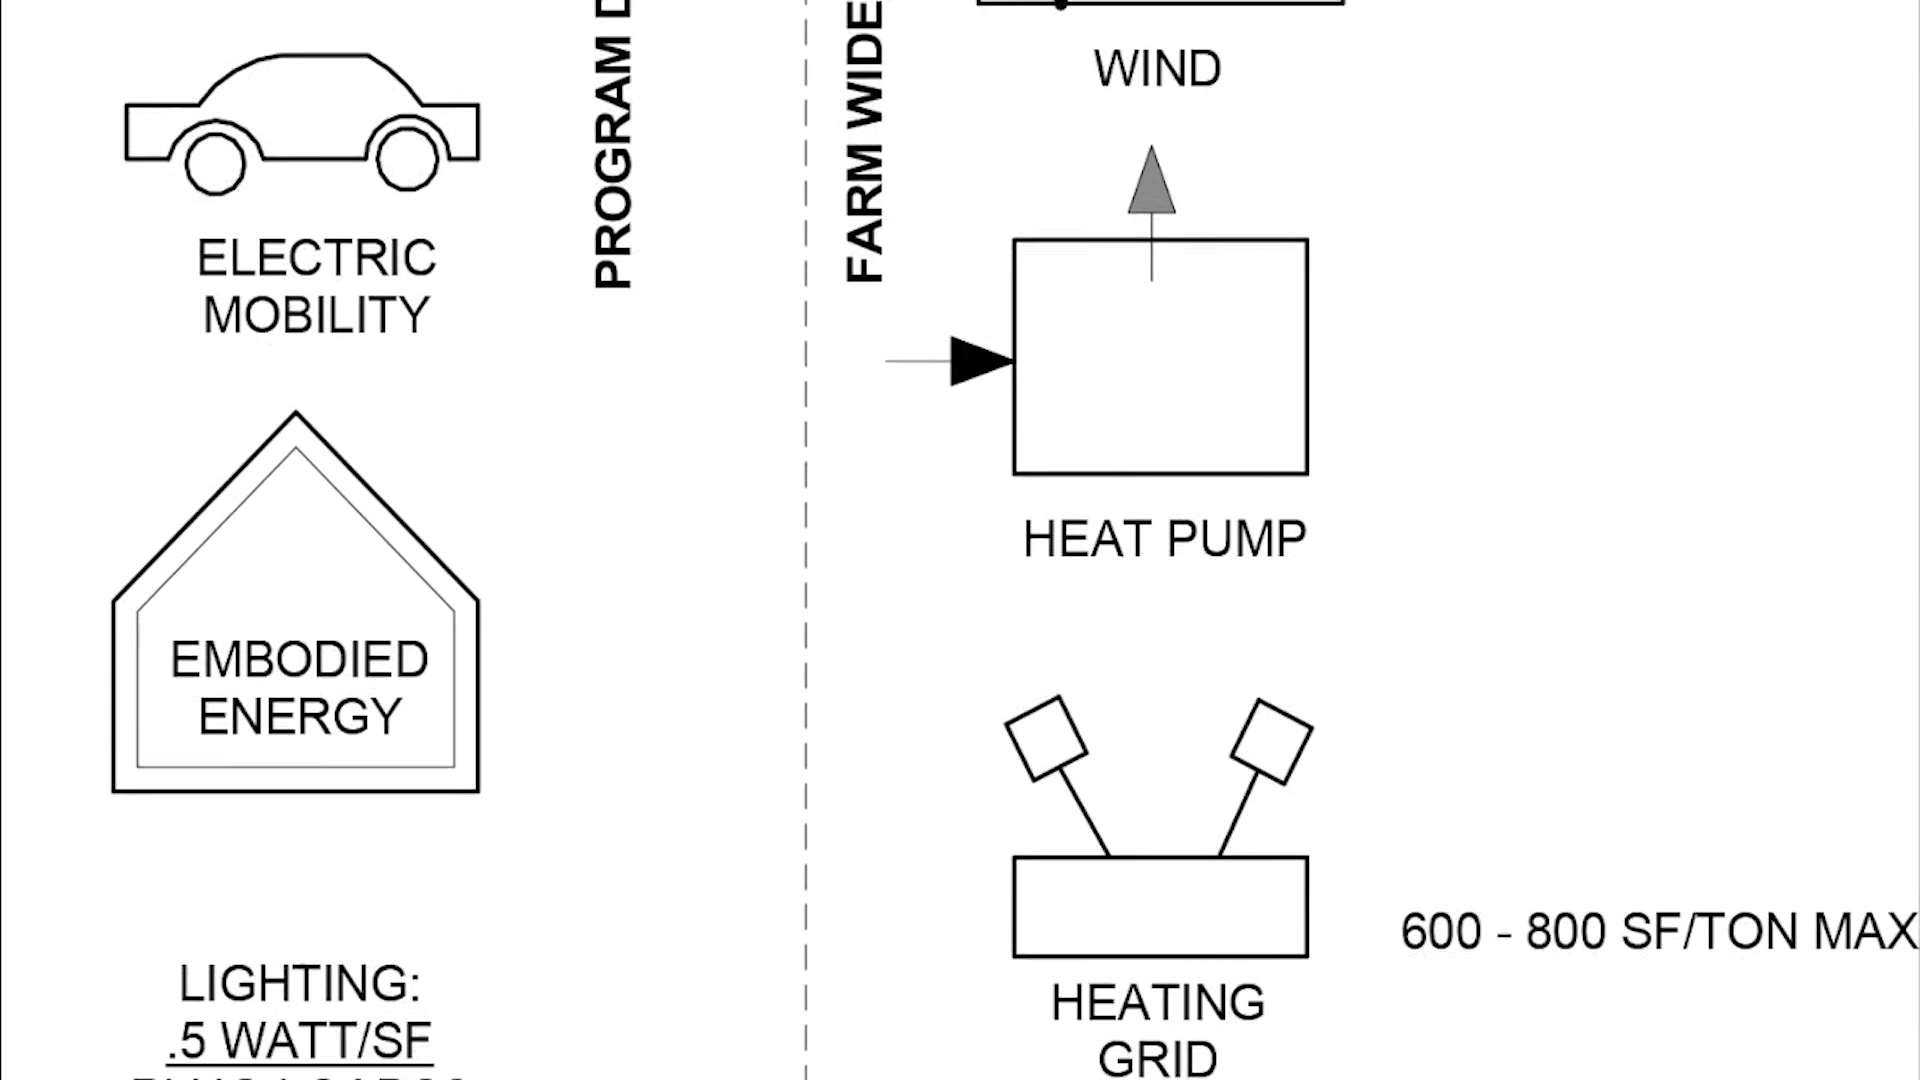 ELECTRIC
MOBILITY
EMBODIED
ENERGY
LIGHTING:
.5 WATT/SF
PROGRAM
FARM WIDE
WIND
HEAT PUMP
HEATING
GRID
600 - 800 SF/TON MAX